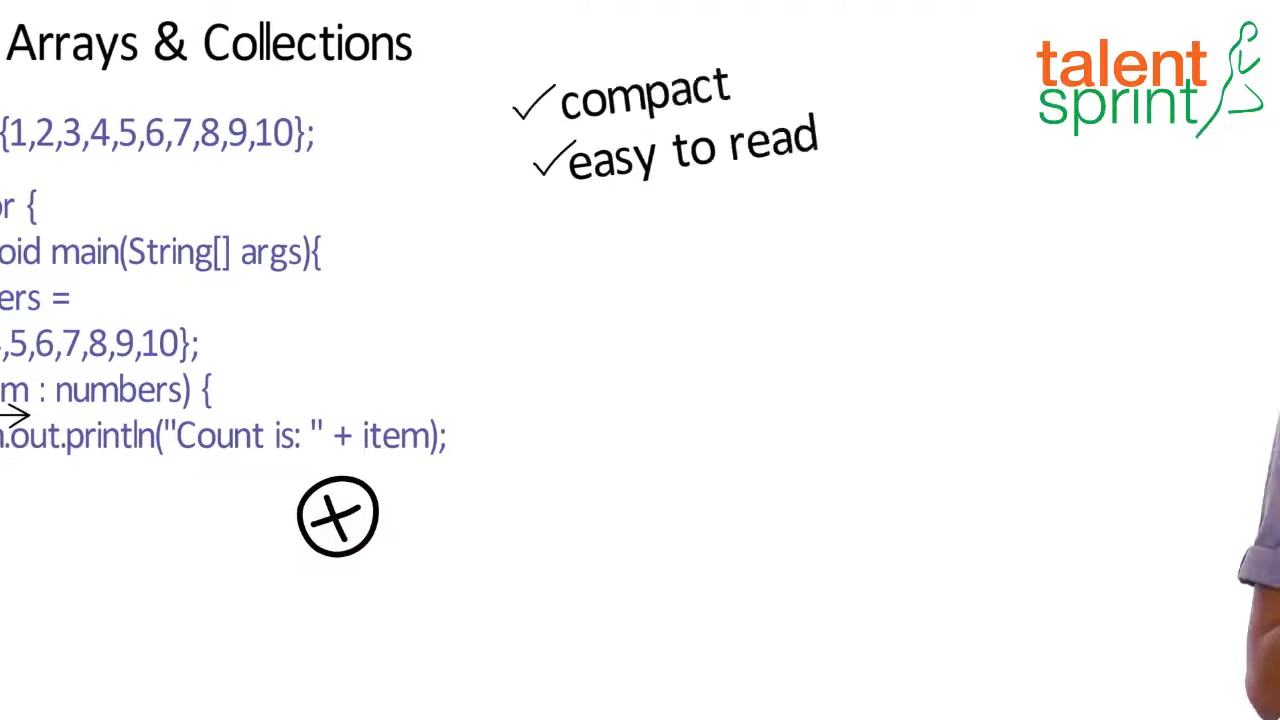 Arrays & Collections
{1,2,3,4,5,6,7,8,9,10};
or {
oid main(String[] args){
ers =
,5,6,7,8,9,10};
m : numbers) {
.out.println("Count is: " + item);
✓compact
✓easy to read
talent
sprint